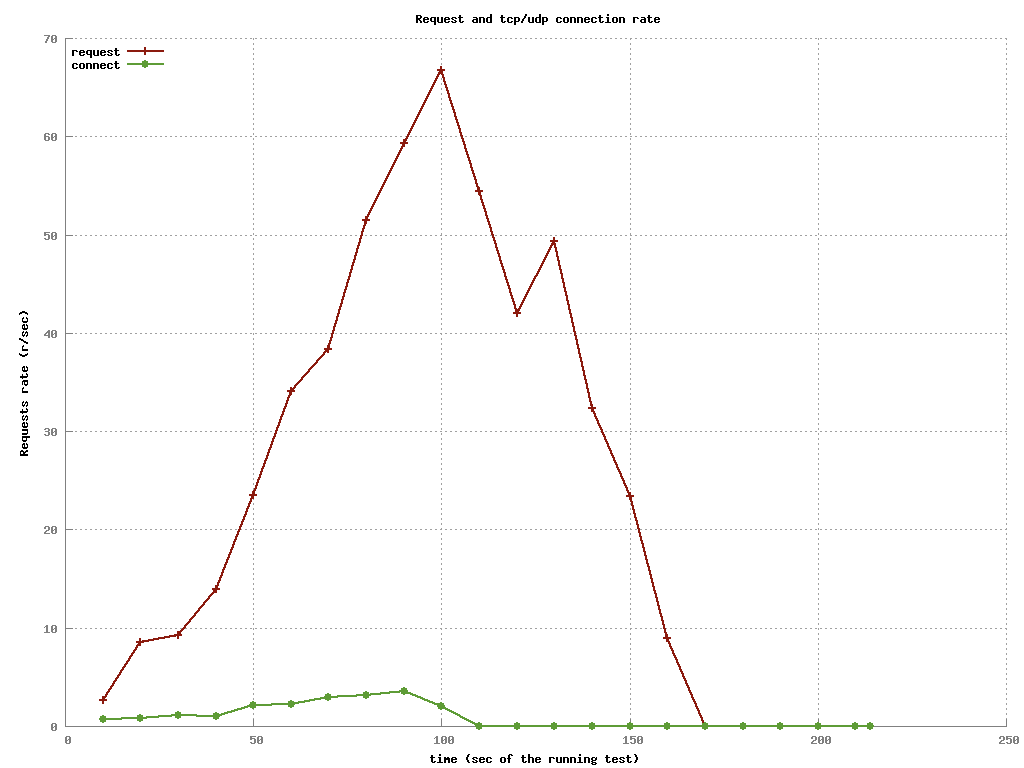 Request and tcp/udp connection rate
70
request
connect
60
50
40
Requests rate (r/sec)
30
20
10
0
0 50 100 150 200 250
time (sec of the running test)